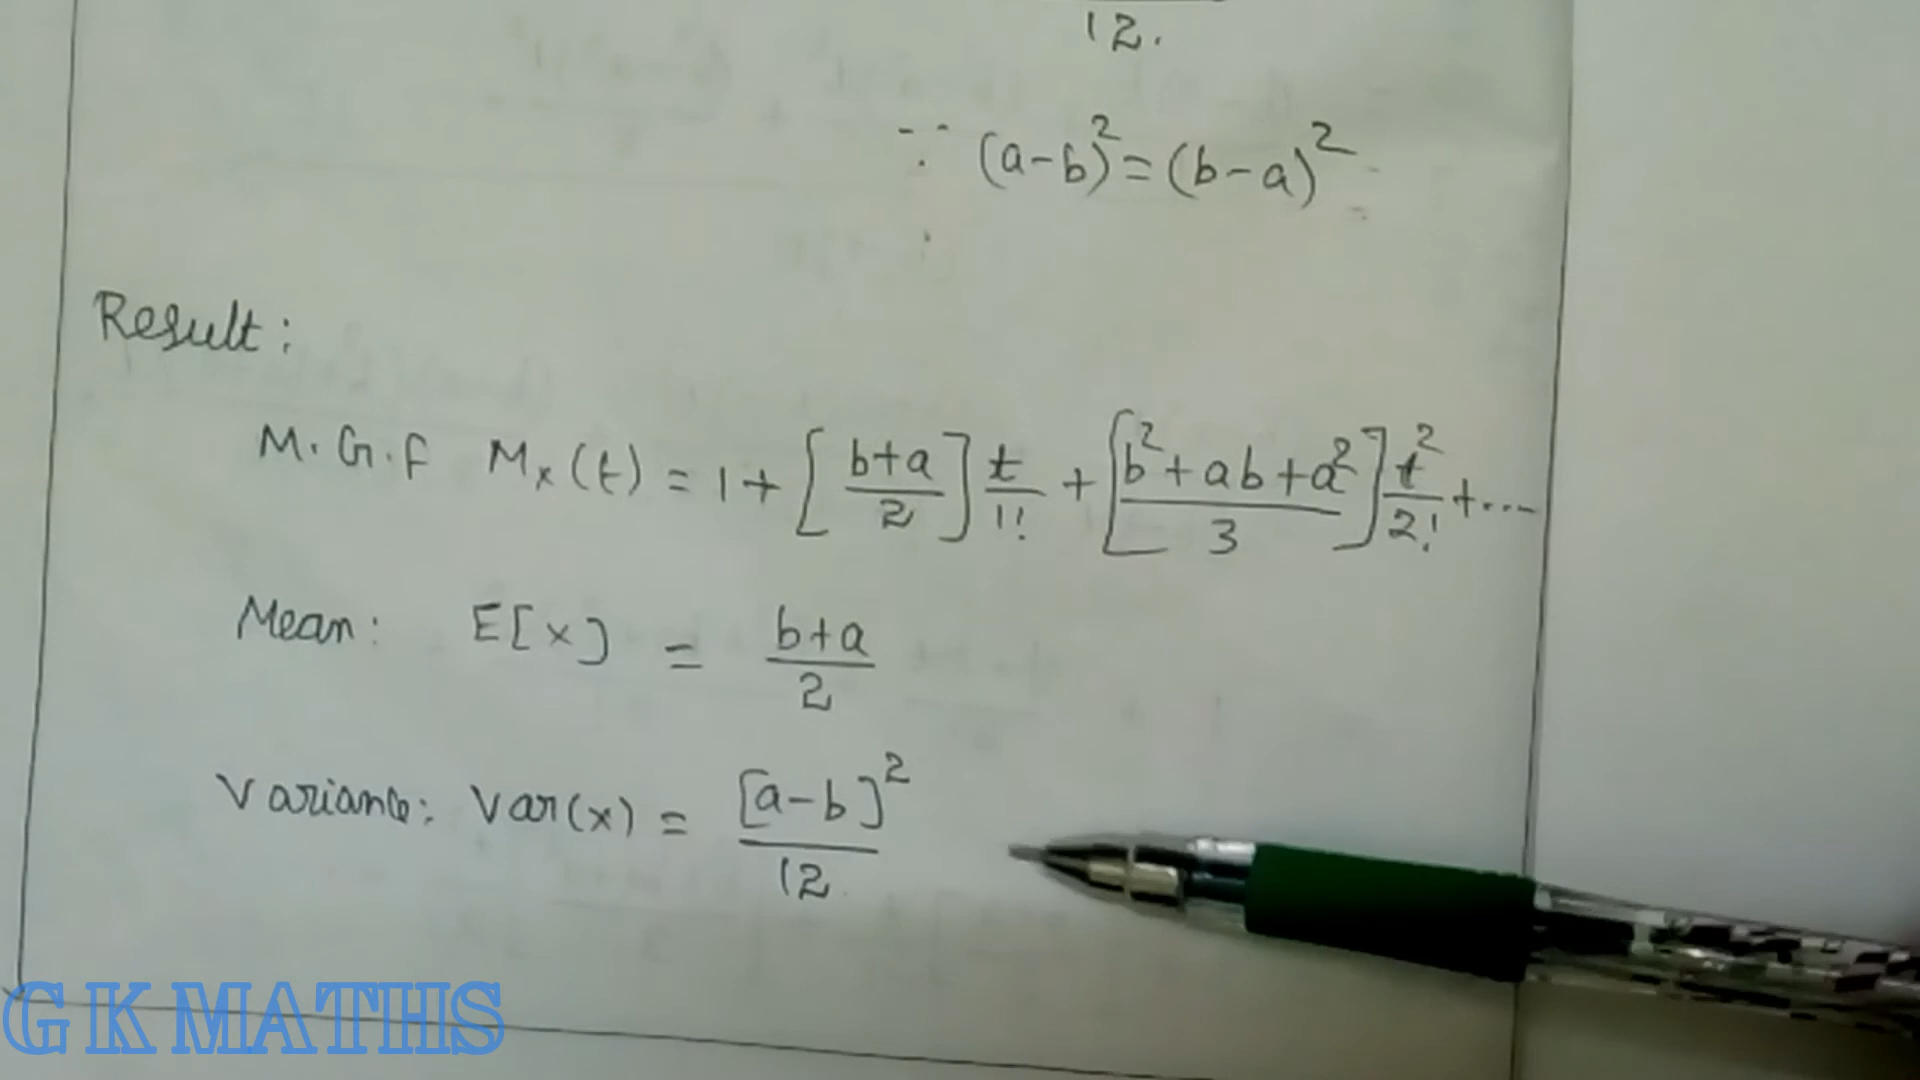 12.
∵ (a-b)² = (b-a)²
Result:
M.G.F Mx(t) = 1+ [b+a/2] t/1! + [b²+ab+a²/3] t²/2! +....
Mean: E[x] = b+a/2
Variance: Var(x) = [a-b]²/12
G K MATHS